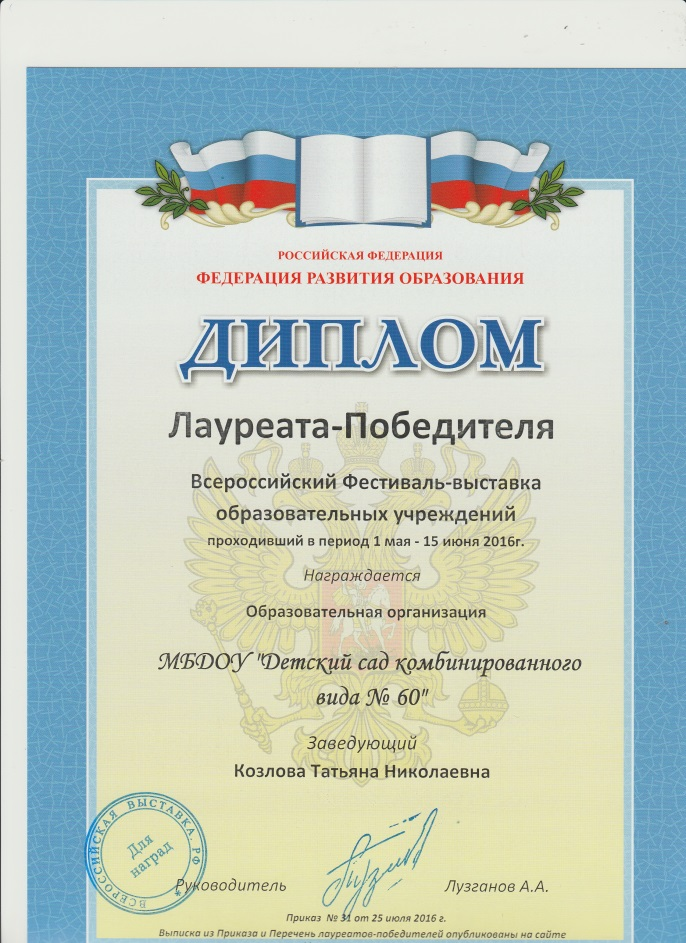 РОССИЙСКАЯ ФЕДЕРАЦИЯ
ФЕДЕРАЦИЯ РАЗВИТИЯ ОБРАЗОВАНИЯ
ДИПЛОМ
Лауреата-Победителя
Всероссийский Фестиваль-выставка
образовательных учреждений
проходивший в период 1 мая - 15 июня 2016г.
Награждается
Образовательная организация
МБДОУ "Детский сад комбинированного
вида № 60"
Заведующий
Козлова Татьяна Николаевна
ВСЕРОССИЙСКАЯ ВЫСТАВКА.РФ
Для
наград
Руководитель
Лузганов А.А.
Приказ № 31 от 25 июля 2016 г.
Выписка из Приказа и Перечень лауреатов-победителей опубликованы на сайте